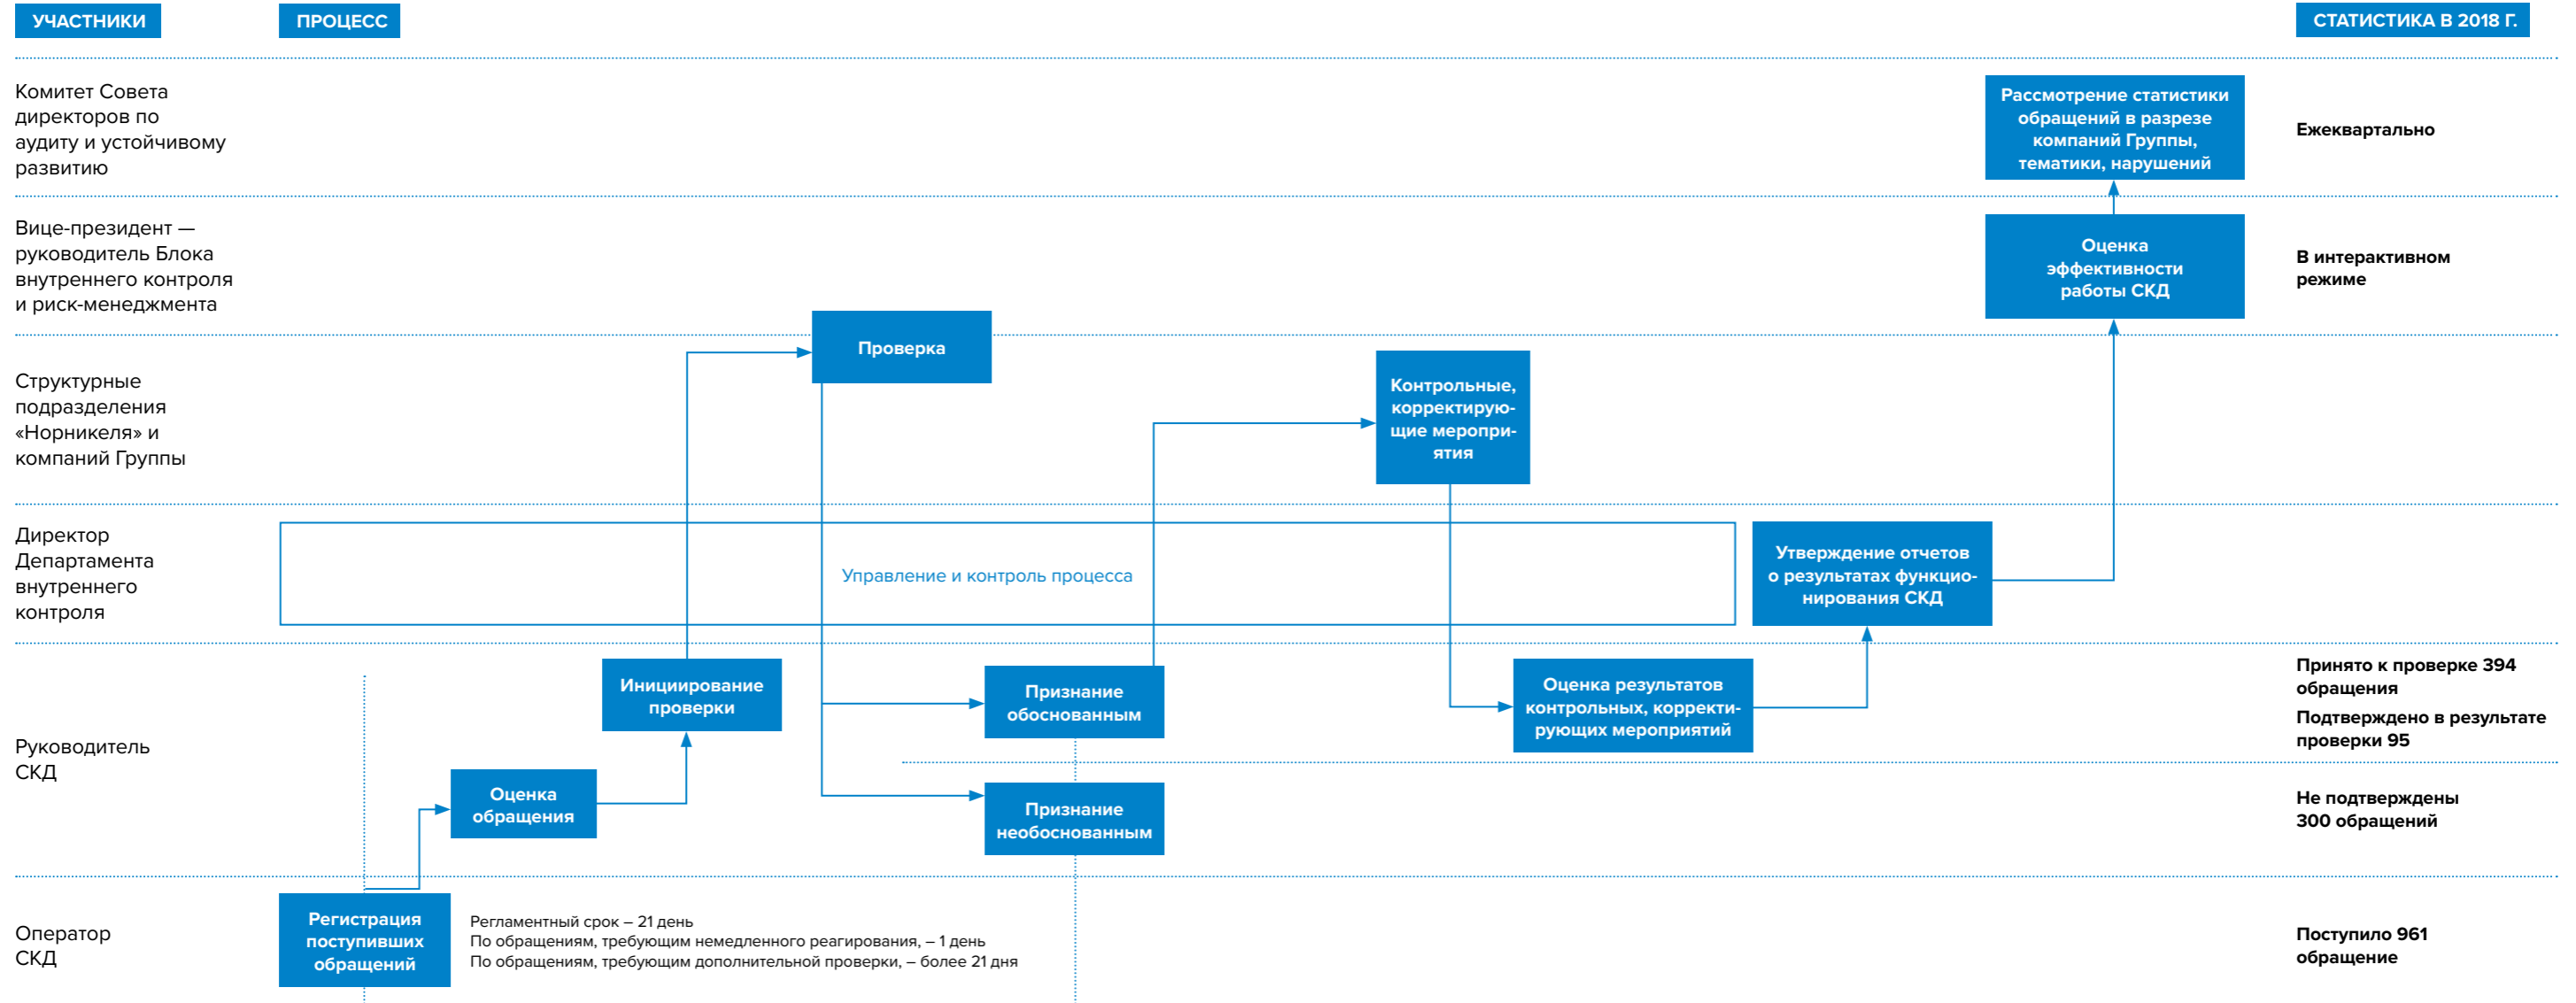 УЧАСТНИКИ
ПРОЦЕСС
СТАТИСТИКА В 2018 Г.
Комитет Совета
директоров по
аудиту и устойчивому
развитию
Рассмотрение статистики
обращений в разрезе
компаний Группы,
тематики, нарушений
Ежеквартально
Вице-президент —
руководитель Блока
внутреннего контроля
и риск-менеджмента
Оценка
эффективности
работы СКД
В интерактивном
режиме
Проверка
Структурные
подразделения
«Норникеля» и
компаний Группы
Контрольные,
корректирую-
щие меропри-
ятия
Директор
Департамента
внутреннего
контроля
Управление и контроль процесса
Утверждение отчетов
о результатах функцио-
нирования СКД
Руководитель
СКД
Инициирование
проверки
Оценка
обращения
Признание
обоснованным
Признание
необоснованным
Оценка результатов
контрольных, корректи-
рующих мероприятий
Принято к проверке 394
обращения
Подтверждено в результате
проверки 95
Не подтверждены
300 обращений
Оператор
СКД
Регистрация
поступивших
обращений
Регламентный срок – 21 день
По обращениям, требующим немедленного реагирования, – 1 день
По обращениям, требующим дополнительной проверки, – более 21 дня
Поступило 961
обращение